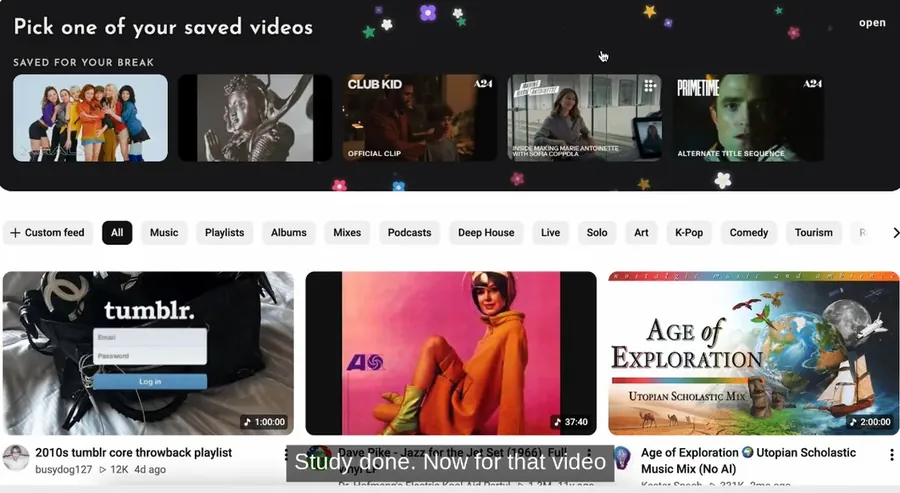 Pick one of your saved videos
open
SAVED FOR YOUR BREAK
CLUB KID
A24
OFFICIAL CLIP
INSIDE MAKING MARIE ANTOINETTE
WITH SOFIA COPPOLA
PRIMETIME
A24
ALTERNATE TITLE SEQUENCE
+ Custom feed
All
Music
Playlists
Albums
Mixes
Podcasts
Deep House
Live
Solo
Art
K-Pop
Comedy
Tourism
tumblr.
Email
Password
Log in
1:00:00
37:40
nostalgic music and ambience
AGE of
EXPLORATION
UTOPIAN SCHOLASTIC MIX
2:00:00
2010s tumblr core throwback playlist
busydog127 12K 4d ago
Dave Pike - Jazz for the Jet Set (1966) Full
Age of Exploration Utopian Scholastic
Music Mix (No AI)
Study done. Now for that video